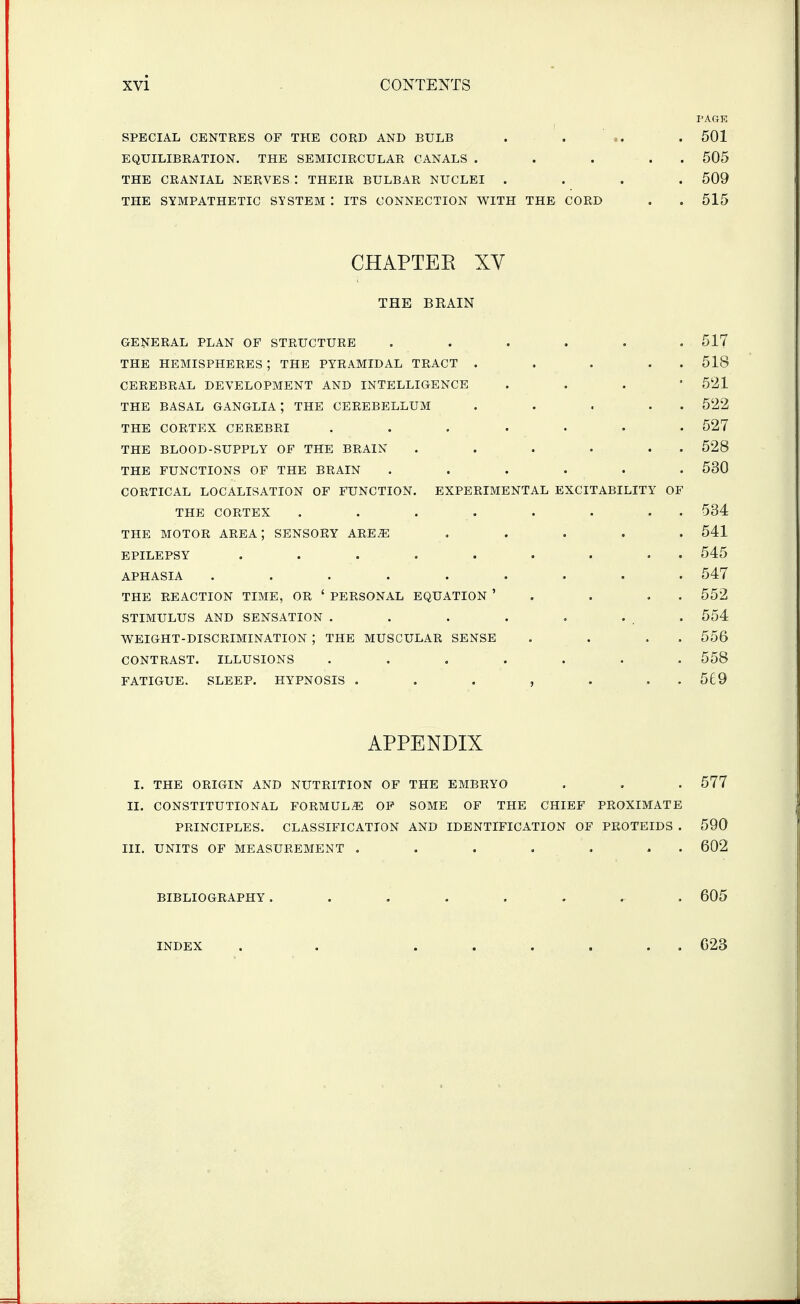 xvi CONTENTS
PAGE
SPECIAL CENTRES OF THE CORD AND BULB . . . . 501
EQUILIBRATION. THE SEMICIRCULAR CANALS . . . . . 505
THE CRANIAL NERVES : THEIR BULBAR NUCLEI . . . . 509
THE SYMPATHETIC SYSTEM : ITS CONNECTION WITH THE CORD . . 515
CHAPTER XV
THE BRAIN
GENERAL PLAN OF STRUCTURE . . . . . . 517
THE HEMISPHERES ; THE PYRAMIDAL TRACT . . . . . 518
CEREBRAL DEVELOPMENT AND INTELLIGENCE . . . . 521
THE BASAL GANGLIA ; THE CEREBELLUM . . . . . 522
THE CORTEX CEREBRI . . . . . . . 527
THE BLOOD-SUPPLY OF THE BRAIN . . . . . . 528
THE FUNCTIONS OF THE BRAIN . . . . . . 530
CORTICAL LOCALISATION OF FUNCTION. EXPERIMENTAL EXCITABILITY OF
THE CORTEX . . . . . . . . 534
THE MOTOR AREA ; SENSORY AREÆ . . . . . 541
EPILEPSY . . . . . . . . . 545
APHASIA . . . . . . . . . 547
THE REACTION TIME, OR ‘ PERSONAL EQUATION ’ . . . . 552
STIMULUS AND SENSATION . . . . . . . 554
WEIGHT-DISCRIMINATION ; THE MUSCULAR SENSE . . . . 556
CONTRAST. ILLUSIONS . . . . . . . 558
FATIGUE. SLEEP. HYPNOSIS . . . , . . . 569
APPENDIX
I. THE ORIGIN AND NUTRITION OF THE EMBRYO . . . 577
II. CONSTITUTIONAL FORMULÆ OF SOME OF THE CHIEF PROXIMATE
PRINCIPLES. CLASSIFICATION AND IDENTIFICATION OF PROTEIDS . 590
III. UNITS OF MEASUREMENT . . . . . . . 602
BIBLIOGRAPHY . . . . . . . . 605
INDEX . . . . . . . . 623